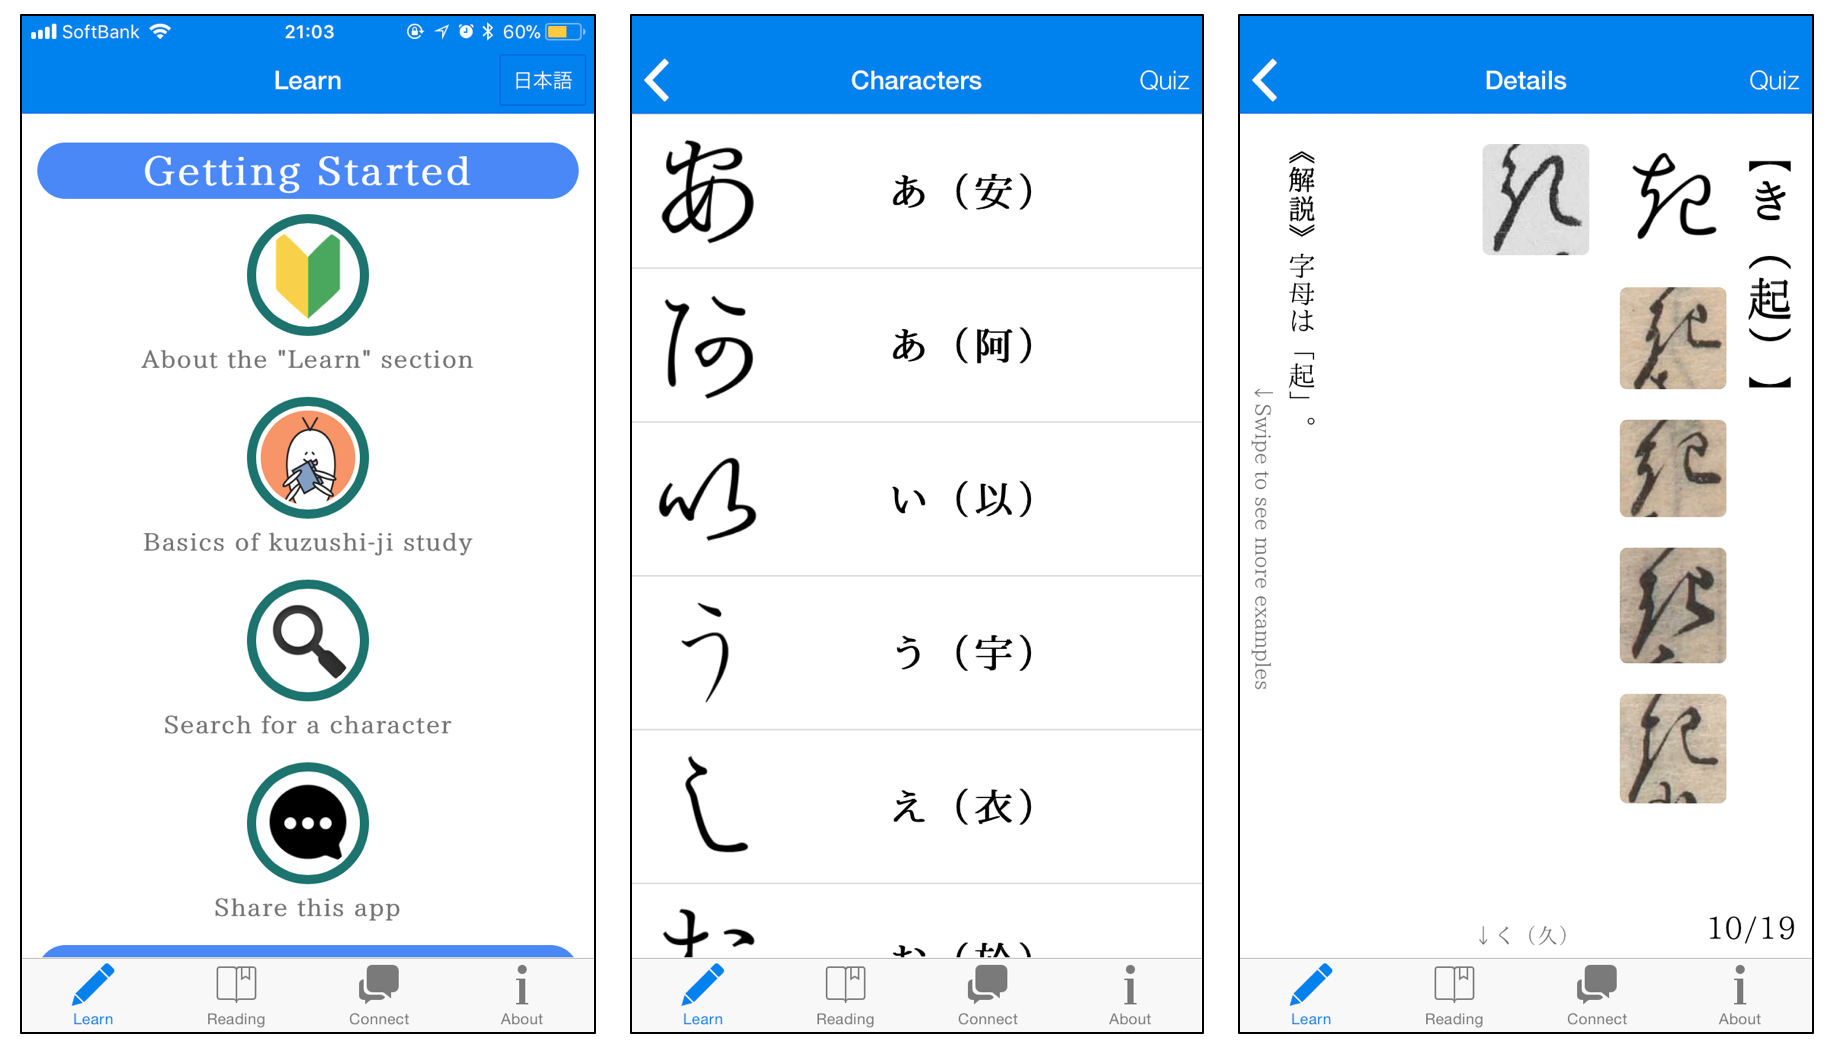 SoftBank 21:03 60%
Learn 日本語
Getting Started
About the "Learn" section
Basics of kuzushi-ji study
Search for a character
Share this app
Learn Reading Connect About
Characters Quiz
あ（安）
あ（阿）
い（以）
う（宇）
え（衣）
お（於）
Learn Reading Connect About
Details Quiz
【き（起）】
《解説》字母は「起」。
↓Swipe to see more examples
↓く（久）
10/19
Learn Reading Connect About